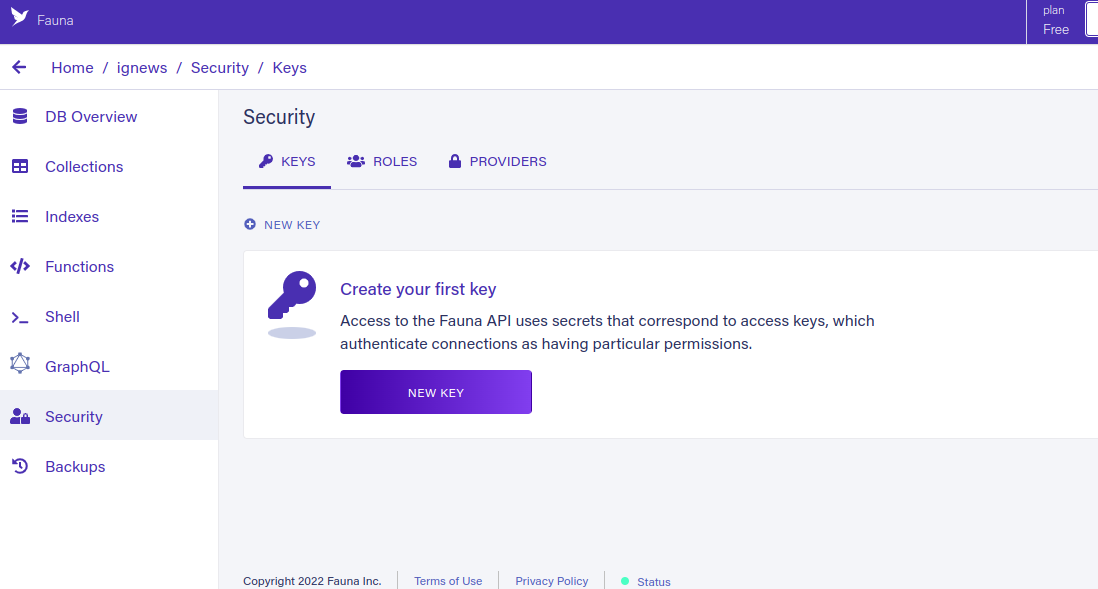 Fauna
plan
Free
Home / ignews / Security / Keys
DB Overview
Collections
Indexes
Functions
Shell
GraphQL
Security
Backups
Security
KEYS ROLES PROVIDERS
NEW KEY
Create your first key
Access to the Fauna API uses secrets that correspond to access keys, which
authenticate connections as having particular permissions.
NEW KEY
Copyright 2022 Fauna Inc. Terms of Use Privacy Policy Status